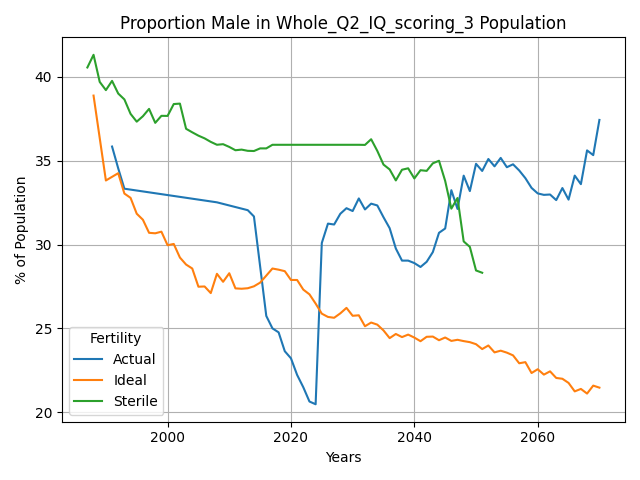 Proportion Male in Whole_Q2_IQ_scoring_3 Population
% of Population
40
35
30
25
20
Fertility
Actual
Ideal
Sterile
2000
2020
2040
2060
Years